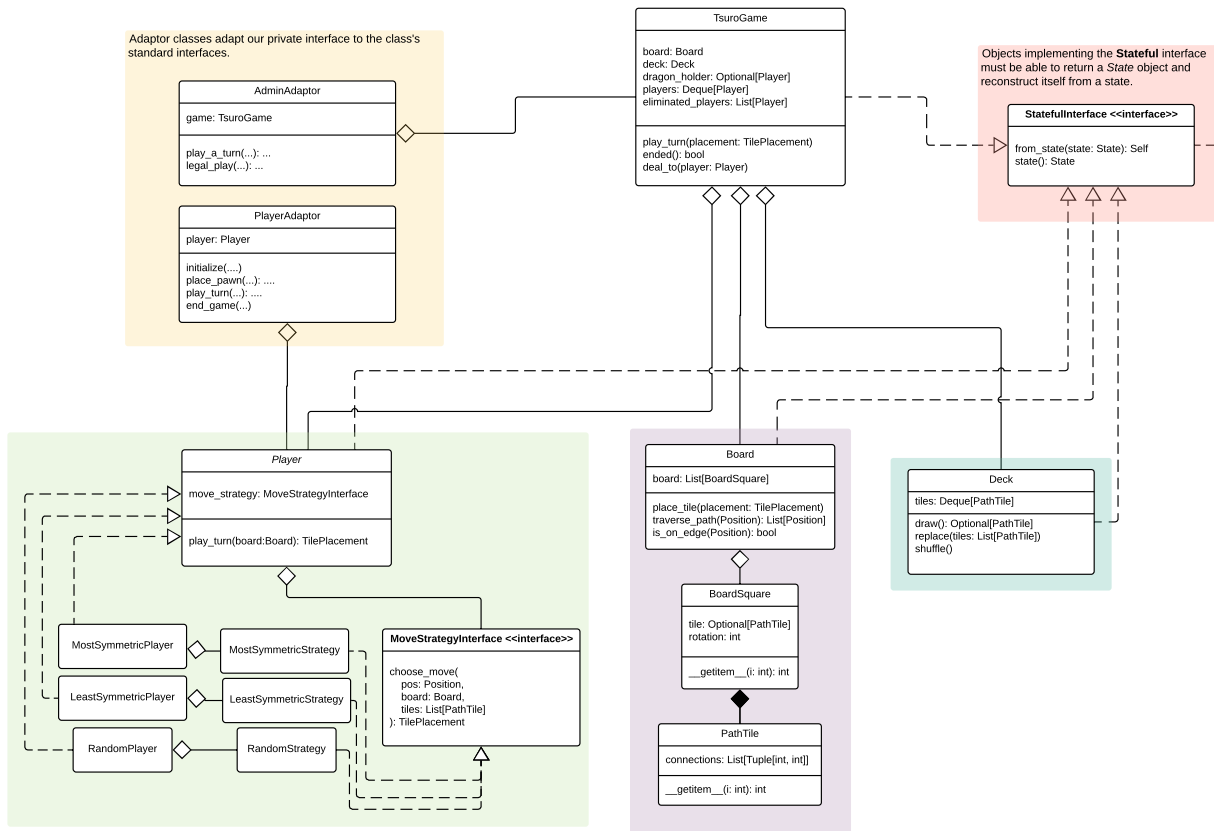 Adaptor classes adapt our private interface to the class's
standard interfaces.
AdminAdaptor
game: TsuroGame
play_a_turn(...): ...
legal_play(...): ...
PlayerAdaptor
player: Player
initialize(....)
place_pawn(...): ....
play_turn(...): ....
end_game(...)
TsuroGame
board: Board
deck: Deck
dragon_holder: Optional[Player]
players: Deque[Player]
eliminated_players: List[Player]
play_turn(placement: TilePlacement)
ended(): bool
deal_to(player: Player)
Objects implementing the Stateful interface
must be able to return a State object and
reconstruct itself from a state.
StatefulInterface <<interface>>
from_state(state: State): Self
state(): State
Player
move_strategy: MoveStrategyInterface
play_turn(board:Board): TilePlacement
MostSymmetricPlayer
MostSymmetricStrategy
LeastSymmetricPlayer
LeastSymmetricStrategy
RandomPlayer
RandomStrategy
MoveStrategyInterface <<interface>>
choose_move(
pos: Position,
board: Board,
tiles: List[PathTile]
): TilePlacement
Board
board: List[BoardSquare]
place_tile(placement: TilePlacement)
traverse_path(Position): List[Position]
is_on_edge(Position): bool
BoardSquare
tile: Optional[PathTile]
rotation: int
__getitem__(i: int): int
PathTile
connections: List[Tuple[int, int]]
__getitem__(i: int): int
Deck
tiles: Deque[PathTile]
draw(): Optional[PathTile]
replace(tiles: List[PathTile])
shuffle()